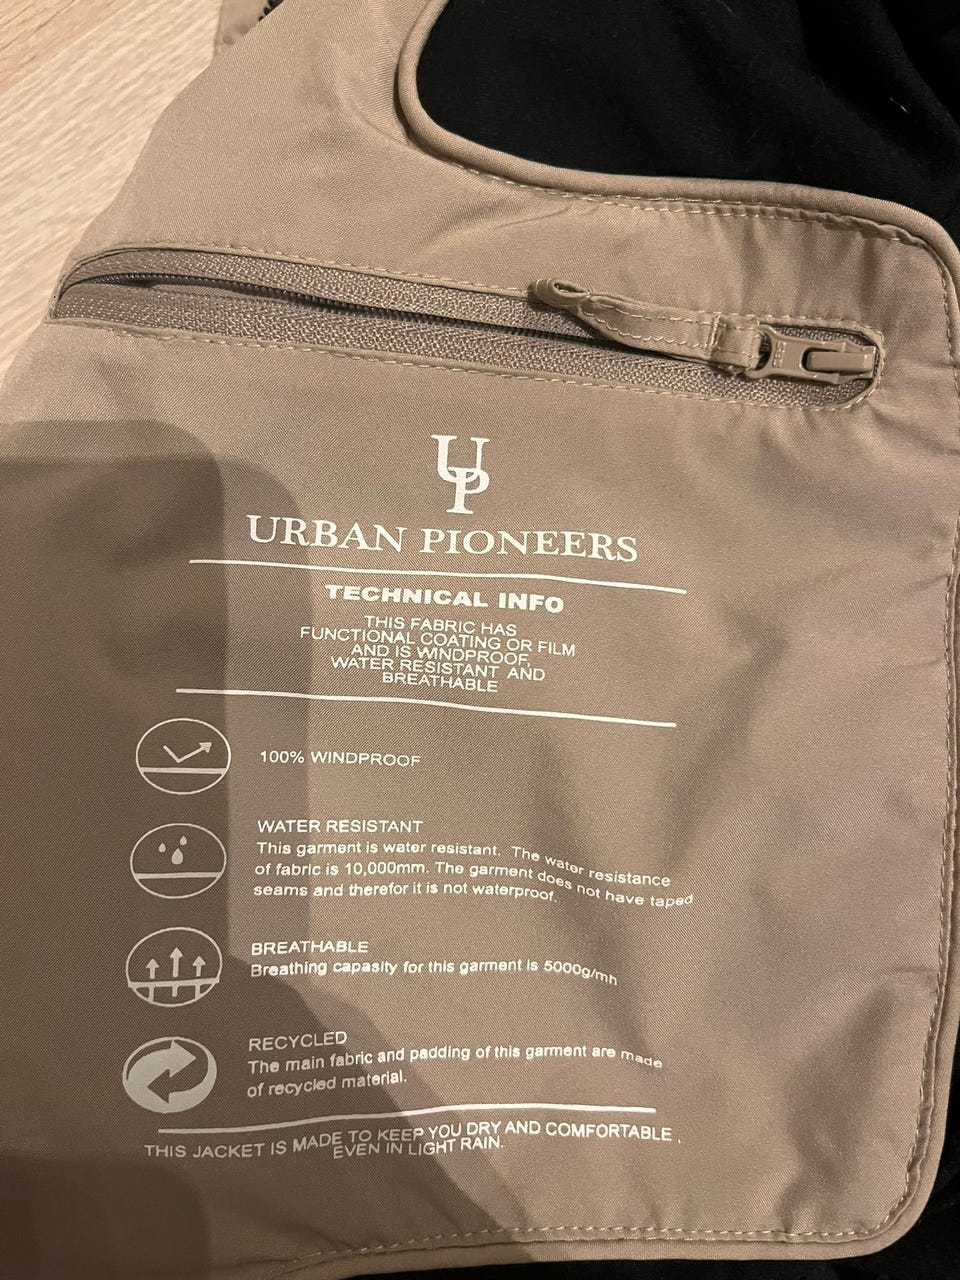 UP
URBAN PIONEERS
TECHNICAL INFO
THIS FABRIC HAS
FUNCTIONAL COATING OR FILM
AND IS WINDPROOF,
WATER RESISTANT AND
BREATHABLE
100% WINDPROOF
WATER RESISTANT
This garment is water resistant. The water resistance
of fabric is 10,000mm. The garment does not have taped
seams and therefor it is not waterproof.
BREATHABLE
Breathing capasity for this garment is 5000g/mh
RECYCLED
The main fabric and padding of this garment are made
of recycled material.
THIS JACKET IS MADE TO KEEP YOU DRY AND COMFORTABLE,
EVEN IN LIGHT RAIN.